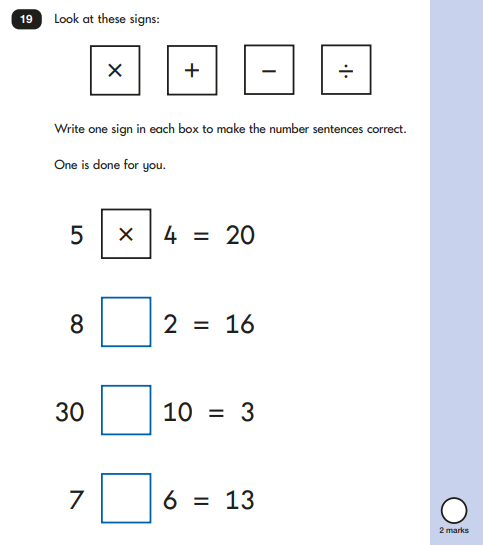 19 Look at these signs:
× + − ÷
Write one sign in each box to make the number sentences correct.
One is done for you.
5 × 4 = 20
8 2 = 16
30 10 = 3
7 6 = 13
2 marks